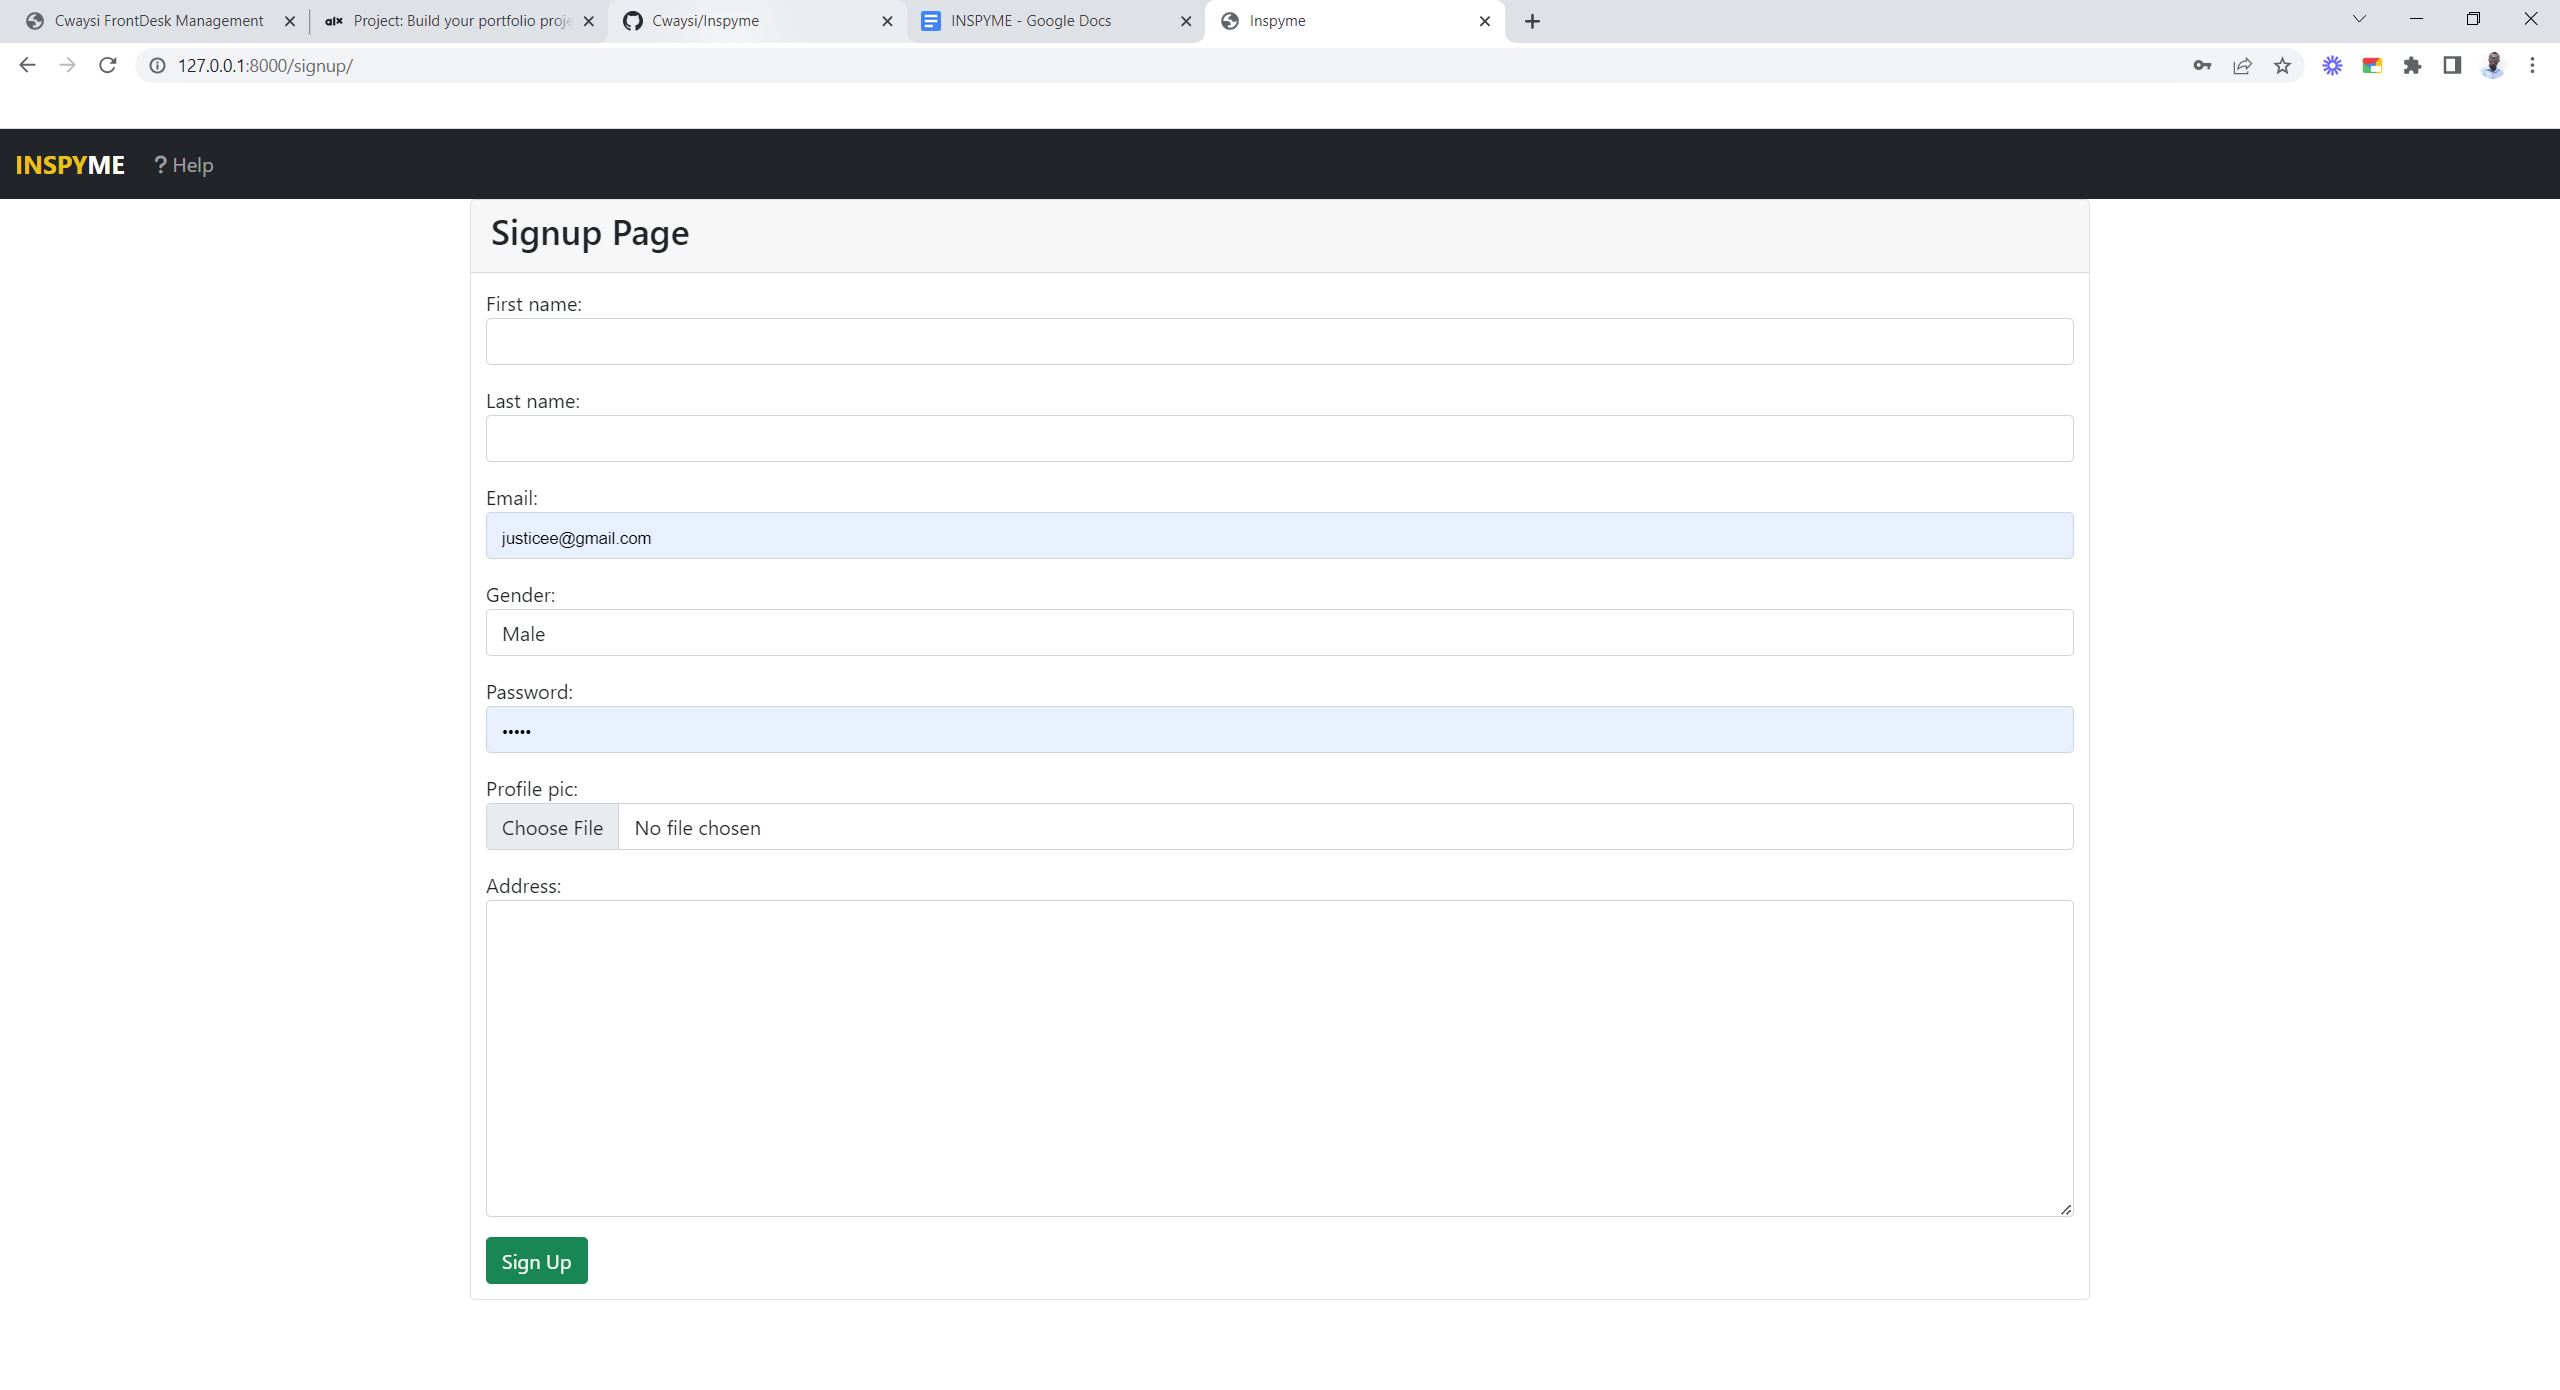 Cwaysi FrontDesk Management
alx Project: Build your portfolio proje
Cwaysi/Inspyme
INSPYME - Google Docs
Inspyme
127.0.0.1:8000/signup/
INSPYME ? Help
Signup Page
First name:
Last name:
Email:
justicee@gmail.com
Gender:
Male
Password:
•••••
Profile pic:
Choose File No file chosen
Address:
Sign Up